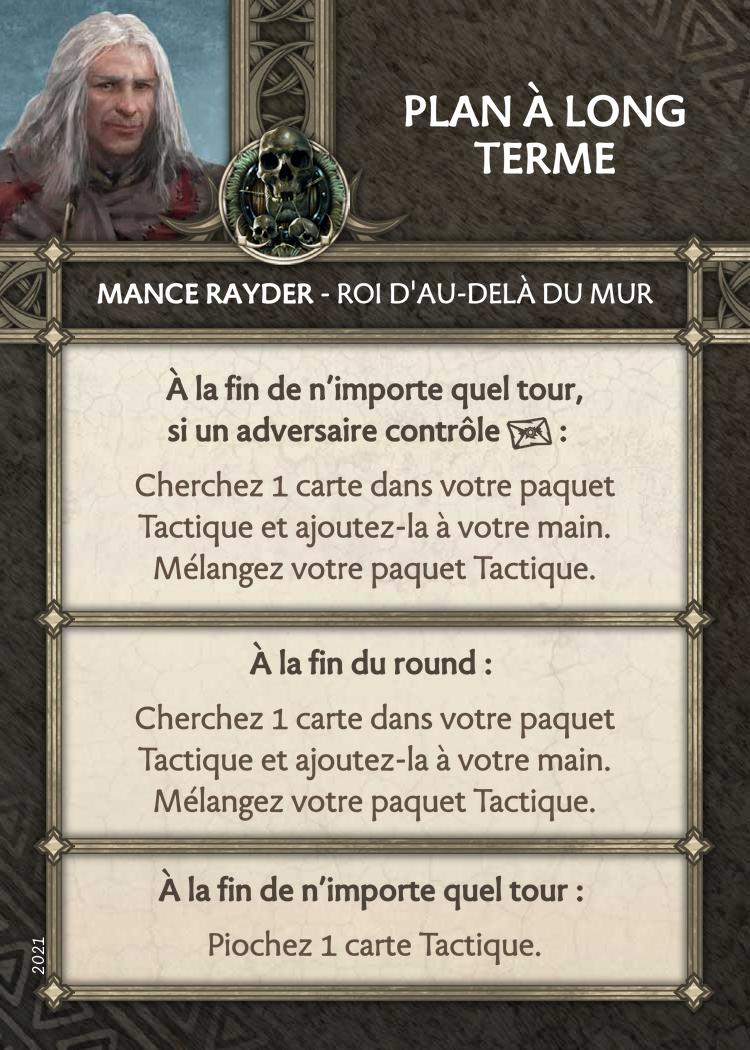 PLAN À LONG
TERME
MANCE RAYDER - ROI D'AU-DELÀ DU MUR
À la fin de n’importe quel tour,
si un adversaire contrôle :
Cherchez 1 carte dans votre paquet
Tactique et ajoutez-la à votre main.
Mélangez votre paquet Tactique.
À la fin du round :
Cherchez 1 carte dans votre paquet
Tactique et ajoutez-la à votre main.
Mélangez votre paquet Tactique.
À la fin de n’importe quel tour :
Piochez 1 carte Tactique.
2021